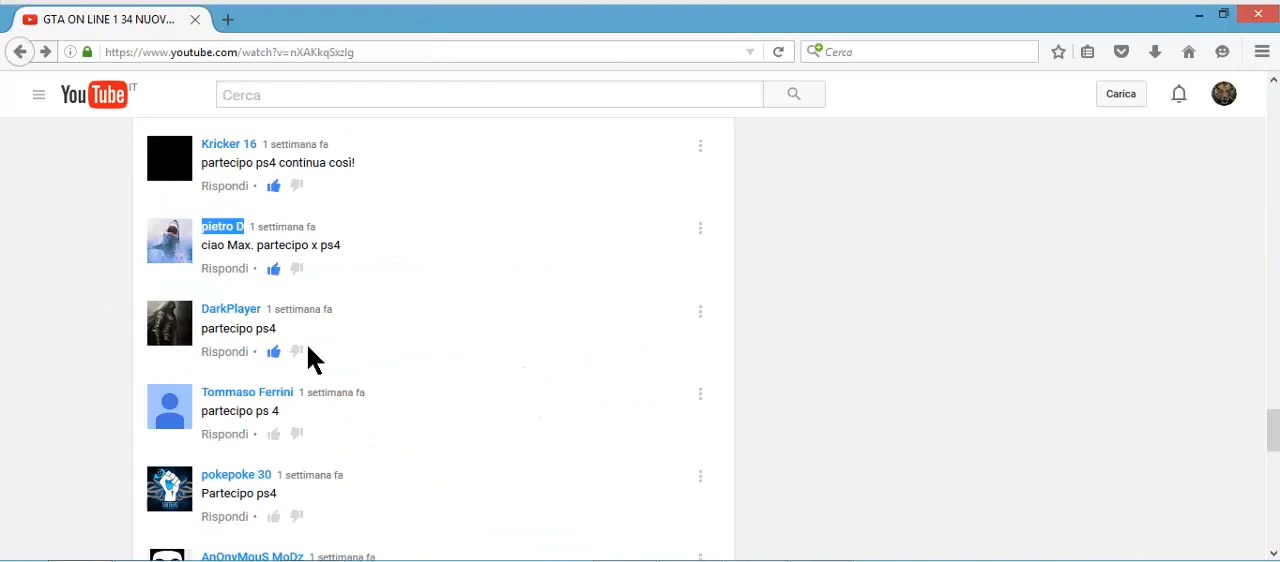 GTA ON LINE 1 34 NUOV...
https://www.youtube.com/watch?v=nXAKkqSxzIg
Cerca
YouTube IT
Cerca
Carica
Kricker 16 1 settimana fa
partecipo ps4 continua così!
Rispondi •
pietro D 1 settimana fa
ciao Max. partecipo x ps4
Rispondi •
DarkPlayer 1 settimana fa
partecipo ps4
Rispondi •
Tommaso Ferrini 1 settimana fa
partecipo ps 4
Rispondi •
pokepoke 30 1 settimana fa
Partecipo ps4
Rispondi •
AnOnyMouS MoDz 1 settimana fa